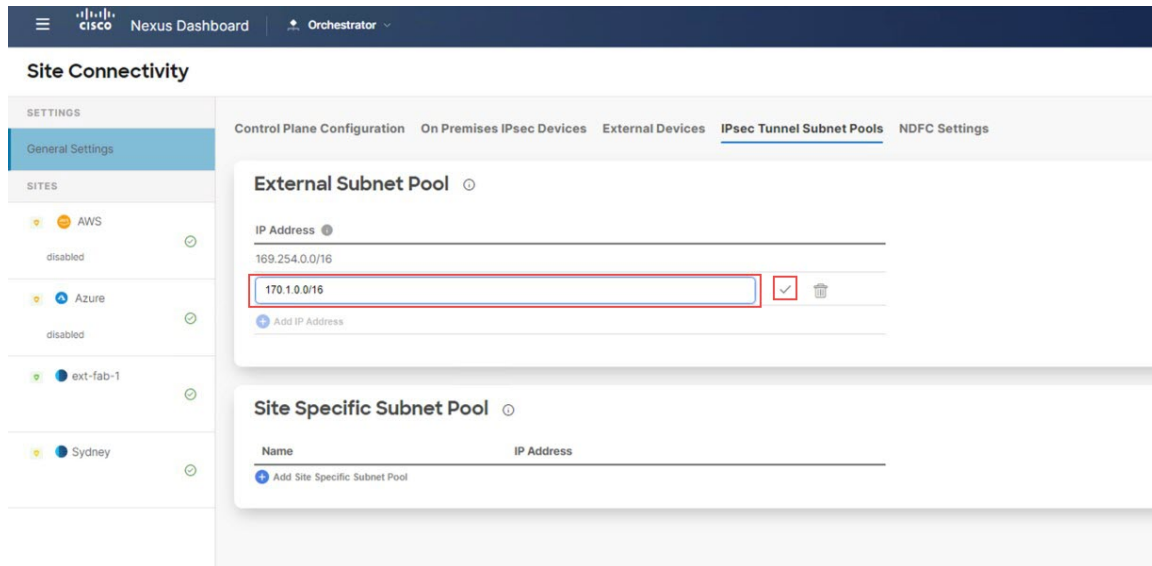 cisco Nexus Dashboard Orchestrator
Site Connectivity
SETTINGS
General Settings
SITES
AWS
disabled
Azure
disabled
ext-fab-1
Sydney
Control Plane Configuration On Premises IPsec Devices External Devices IPsec Tunnel Subnet Pools NDFC Settings
External Subnet Pool
IP Address
169.254.0.0/16
170.1.0.0/16
Add IP Address
Site Specific Subnet Pool
Name IP Address
Add Site Specific Subnet Pool